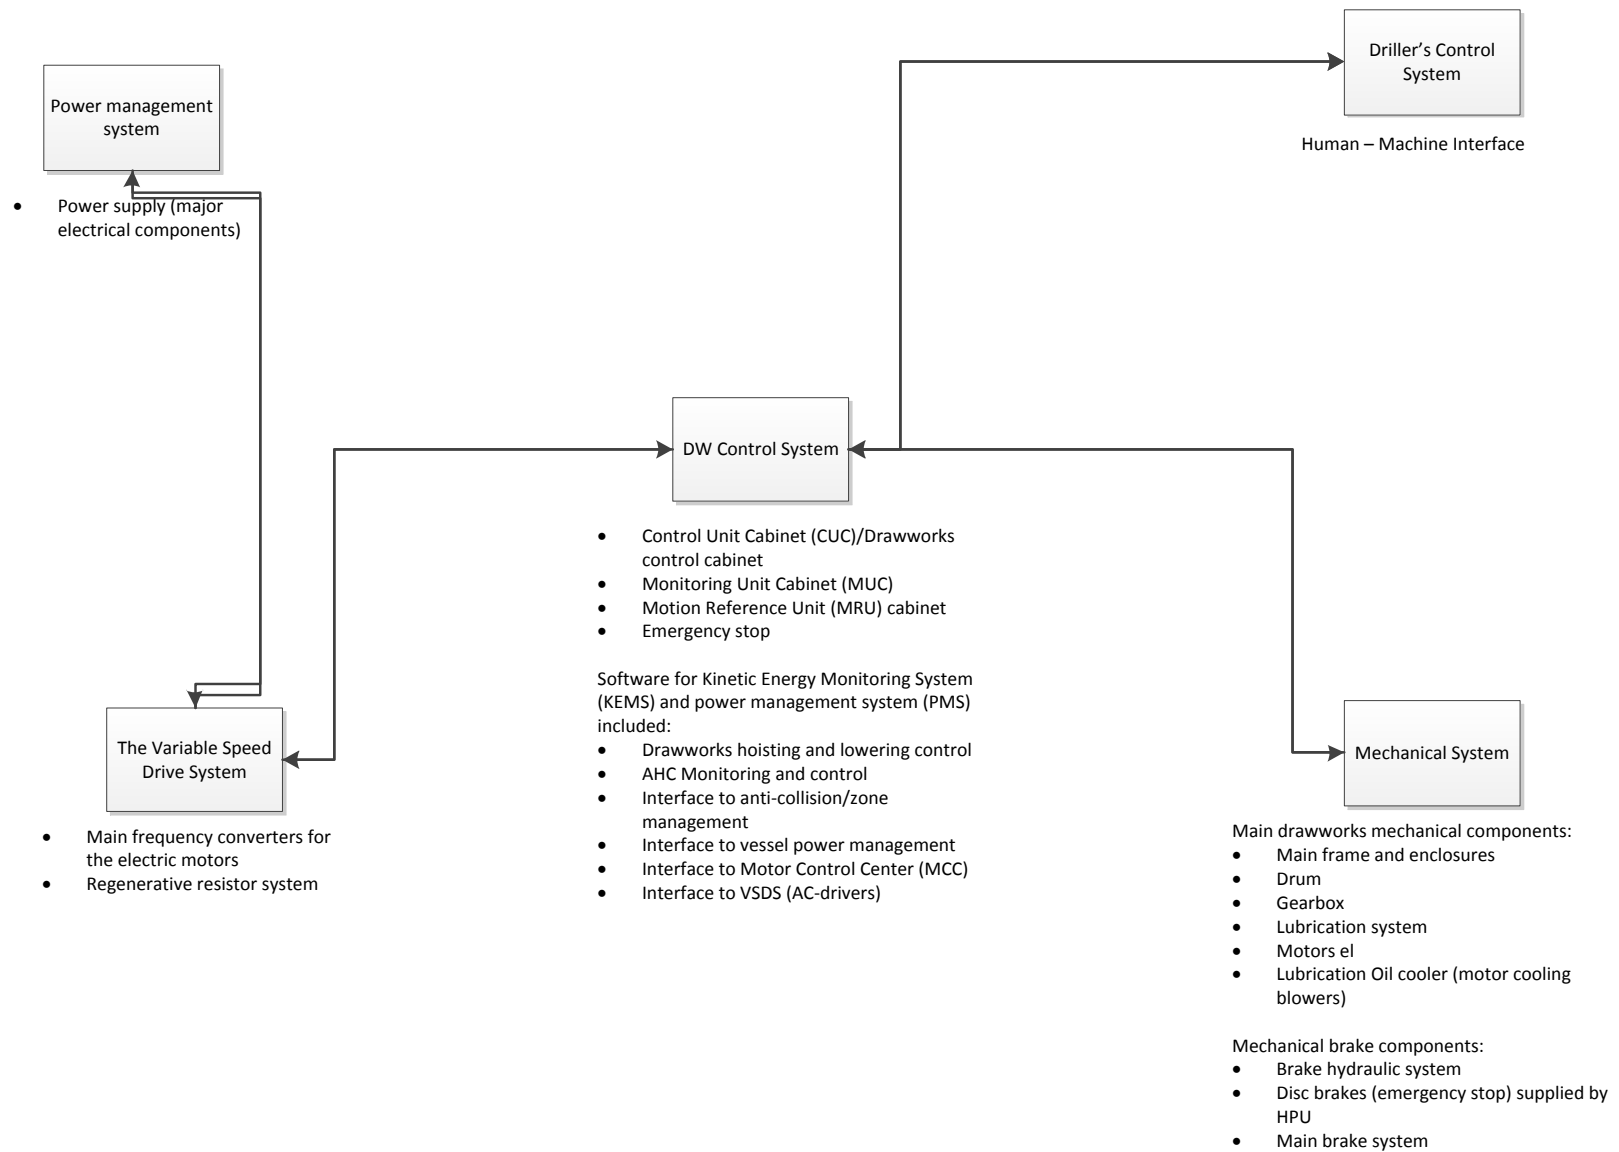 Driller's Control
System
Human – Machine Interface
Power management
system
• Power supply (major
electrical components)
DW Control System
• Control Unit Cabinet (CUC)/Drawworks
control cabinet
• Monitoring Unit Cabinet (MUC)
• Motion Reference Unit (MRU) cabinet
• Emergency stop
Software for Kinetic Energy Monitoring System
(KEMS) and power management system (PMS)
included:
• Drawworks hoisting and lowering control
• AHC Monitoring and control
• Interface to anti-collision/zone
management
• Interface to vessel power management
• Interface to Motor Control Center (MCC)
• Interface to VSDS (AC-drivers)
The Variable Speed
Drive System
• Main frequency converters for
the electric motors
• Regenerative resistor system
Mechanical System
Main drawworks mechanical components:
• Main frame and enclosures
• Drum
• Gearbox
• Lubrication system
• Motors el
• Lubrication Oil cooler (motor cooling
blowers)
Mechanical brake components:
• Brake hydraulic system
• Disc brakes (emergency stop) supplied by
HPU
• Main brake system